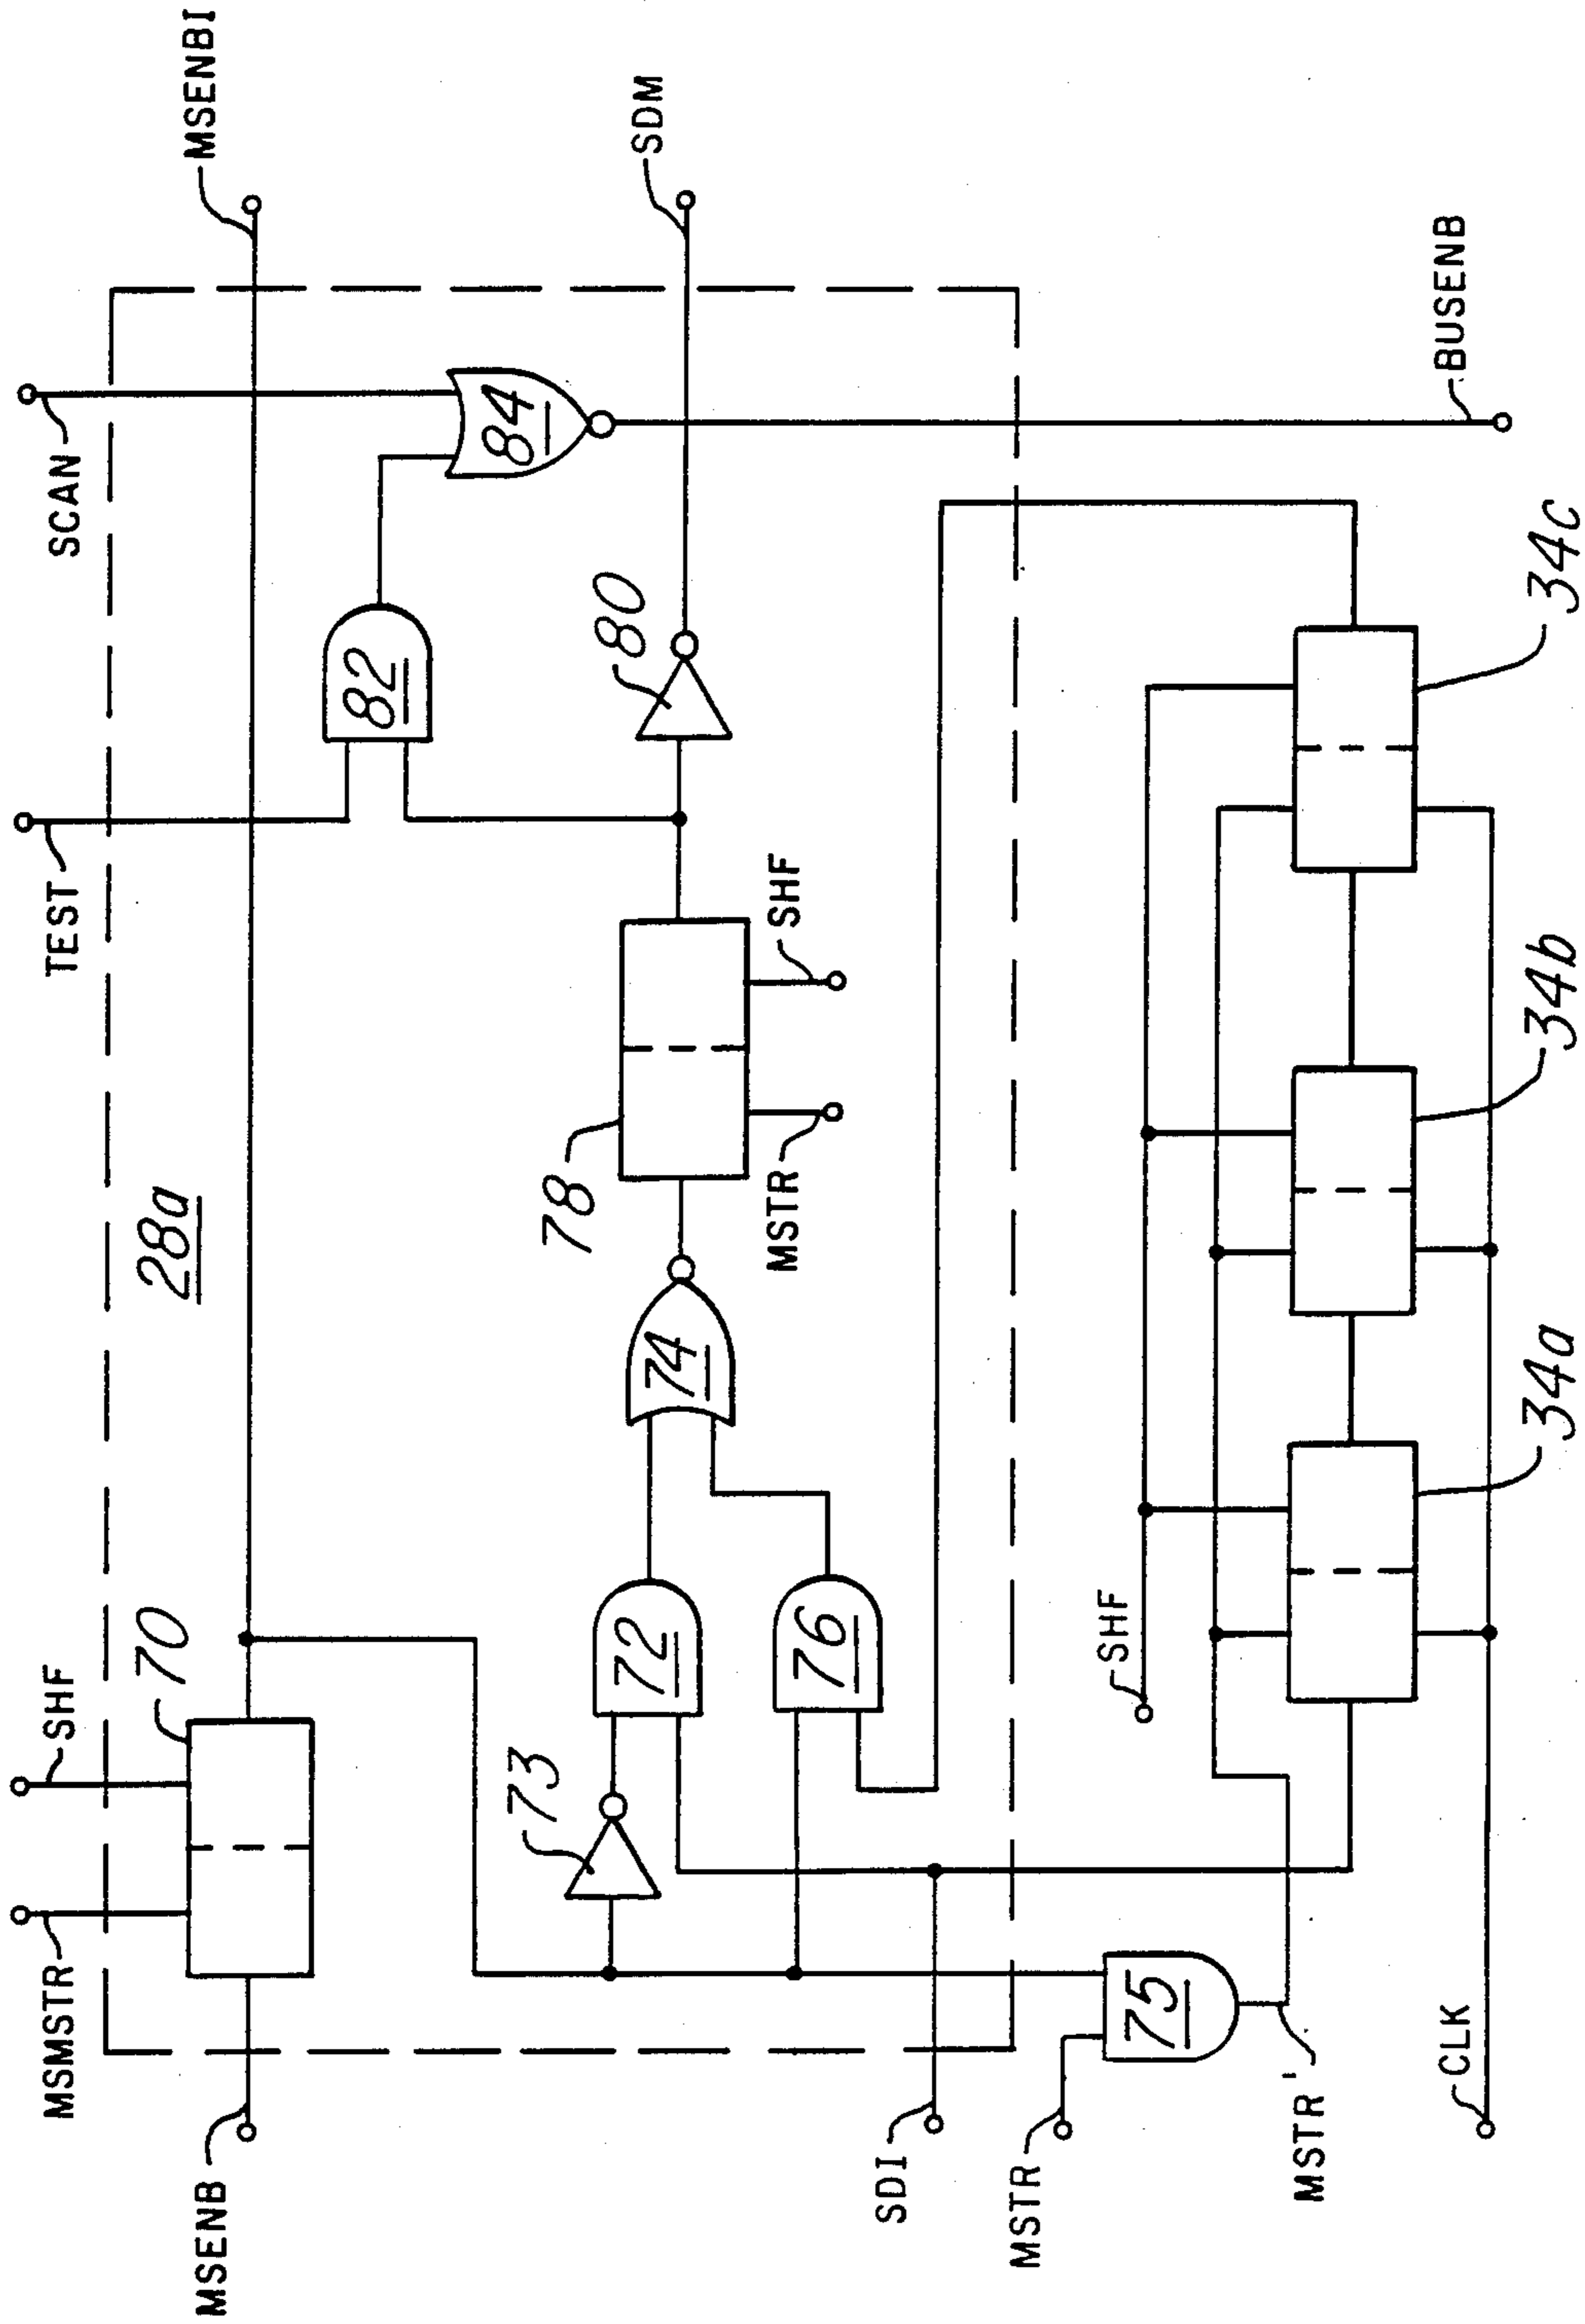 MSMSTR
SHF
TEST
SCAN
MSENB
70
28a
MSENBI
73
72
74
78
82
84
80
SDM
76
MSTR
SHF
SDI
MSTR
75
MSTR'
SHF
BUSENB
CLK
34a
34b
34c